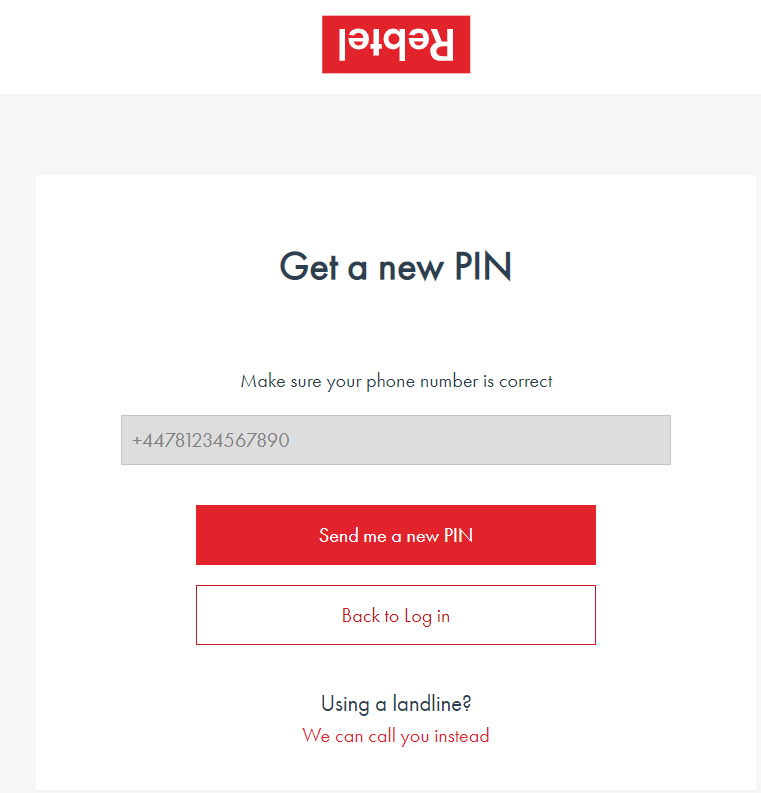 Rebtel
Get a new PIN
Make sure your phone number is correct
+44781234567890
Send me a new PIN
Back to Log in
Using a landline?
We can call you instead